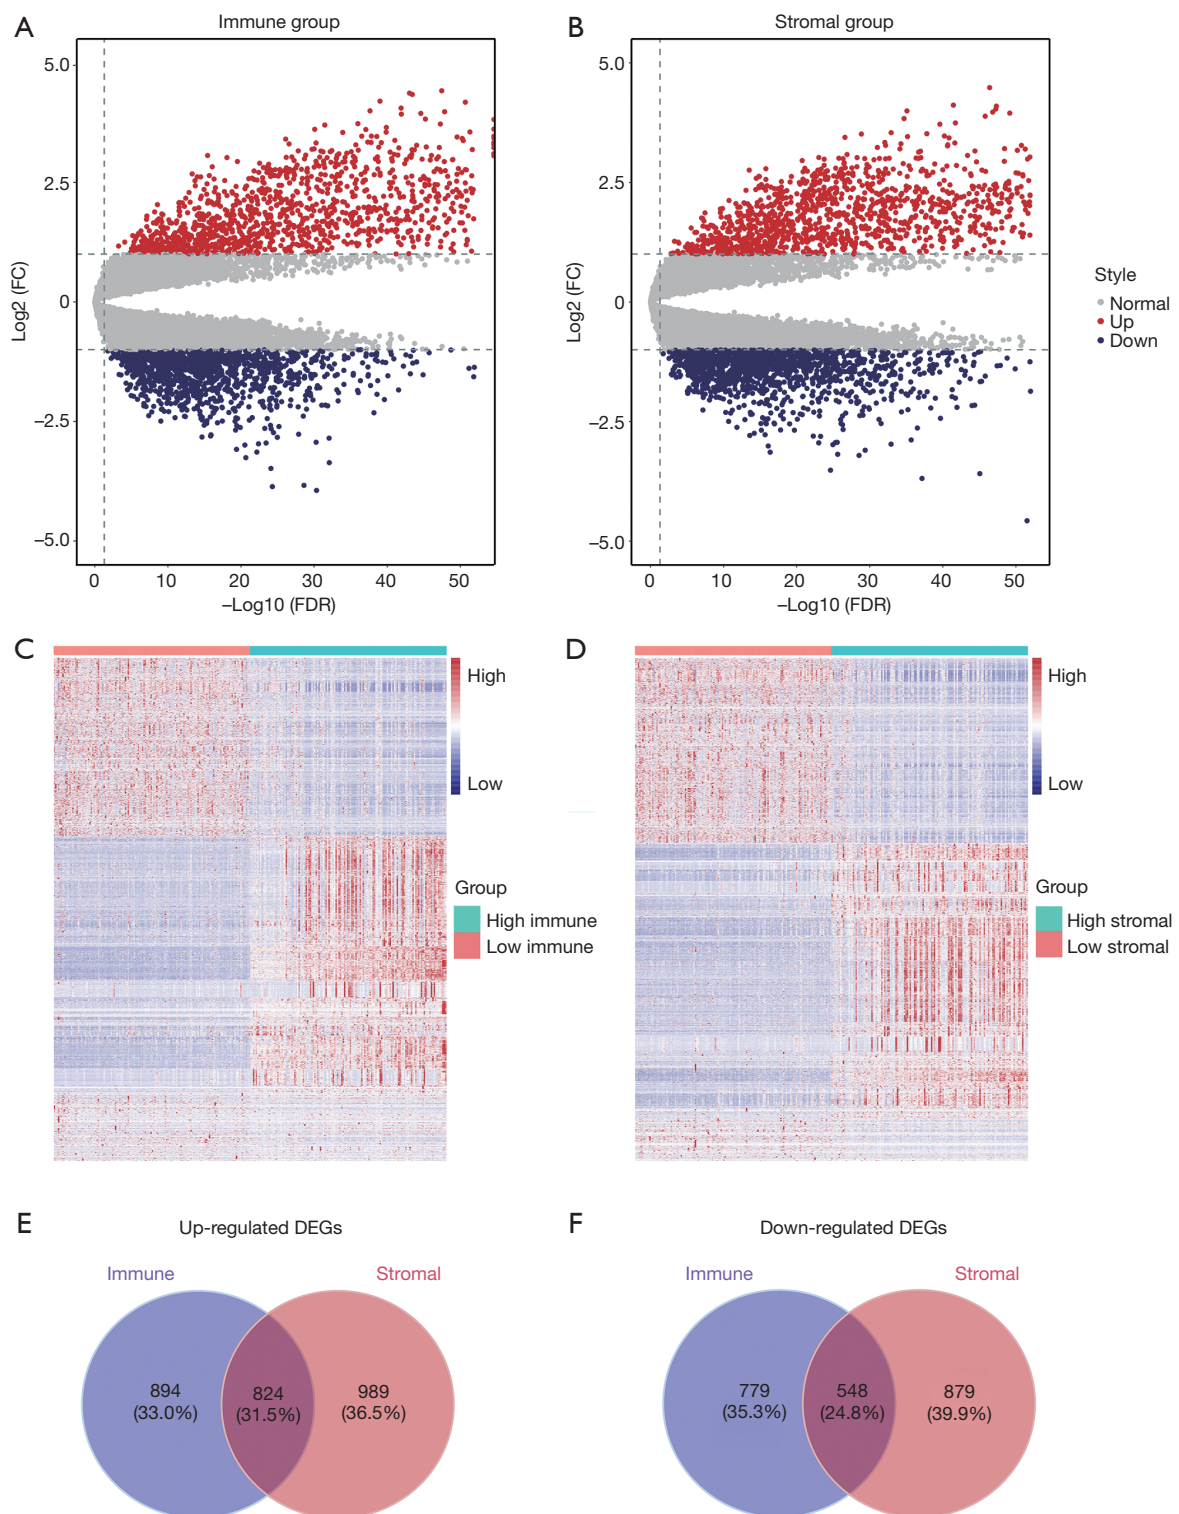 A
Immune group
5.0
2.5
0
−2.5
−5.0
Log2 (FC)
0 10 20 30 40 50
−Log10 (FDR)
B
Stromal group
5.0
2.5
0
−2.5
−5.0
Log2 (FC)
0 10 20 30 40 50
−Log10 (FDR)
Style
Normal
Up
Down
C
High
Low
Group
High immune
Low immune
D
High
Low
Group
High stromal
Low stromal
E
Up-regulated DEGs
Immune Stromal
894
(33.0%)
824
(31.5%)
989
(36.5%)
F
Down-regulated DEGs
Immune Stromal
779
(35.3%)
548
(24.8%)
879
(39.9%)